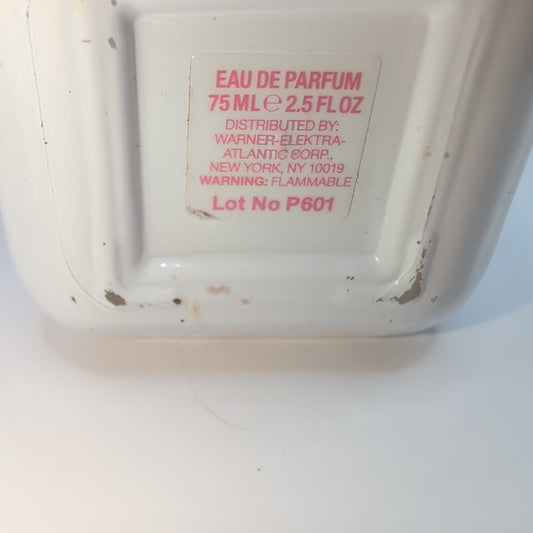 EAU DE PARFUM
75 ML ℮ 2.5 FL OZ
DISTRIBUTED BY:
WARNER-ELEKTRA-
ATLANTIC CORP.,
NEW YORK, NY 10019
WARNING: FLAMMABLE
Lot No P601